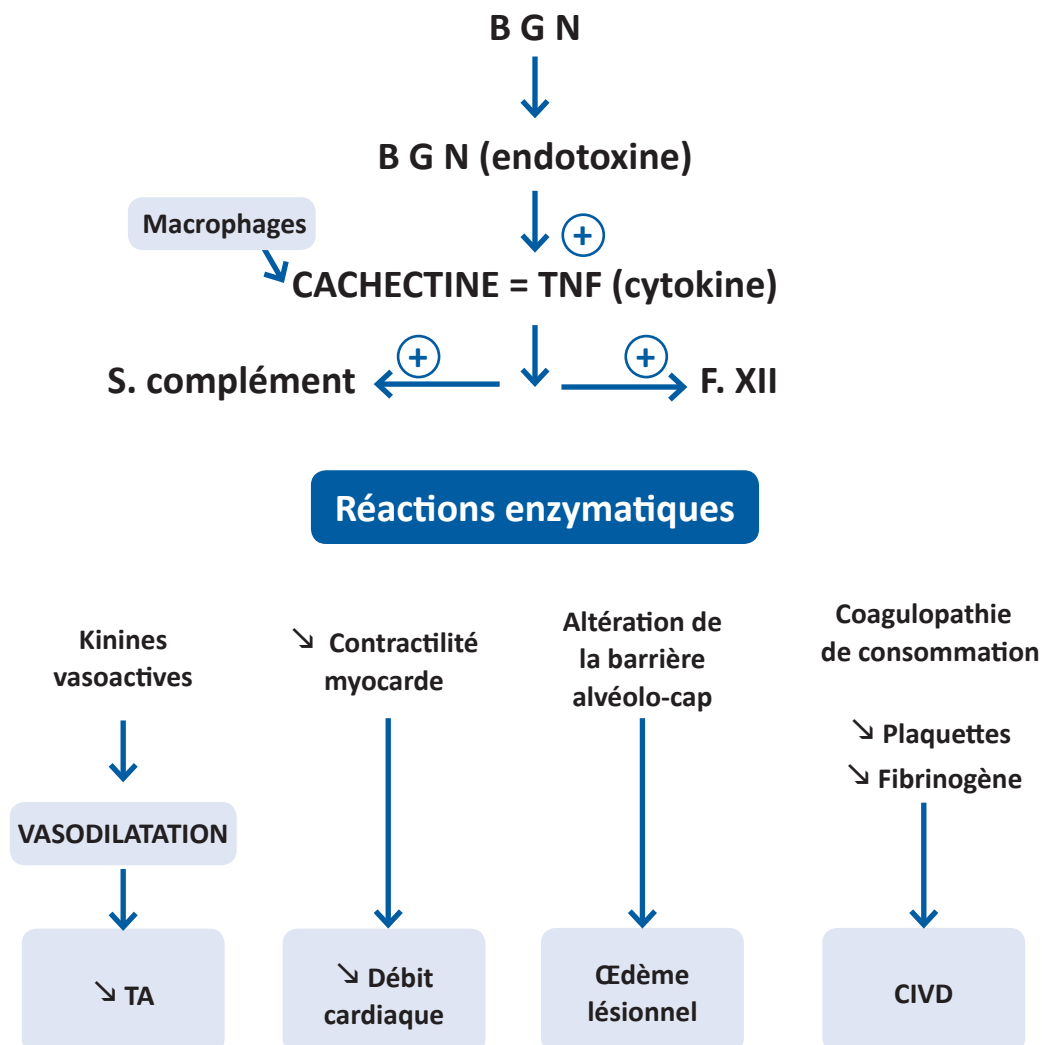 B G N
B G N (endotoxine)
+
Macrophages
CACHECTINE = TNF (cytokine)
+
+
S. complément
F. XII
Réactions enzymatiques
Kinines
vasoactives
VASODILATATION
↘ TA
↘ Contractilité
myocarde
↘ Débit
cardiaque
Altération de
la barrière
alvéolo-cap
Œdème
lésionnel
Coagulopathie
de consommation
↘ Plaquettes
↘ Fibrinogène
CIVD